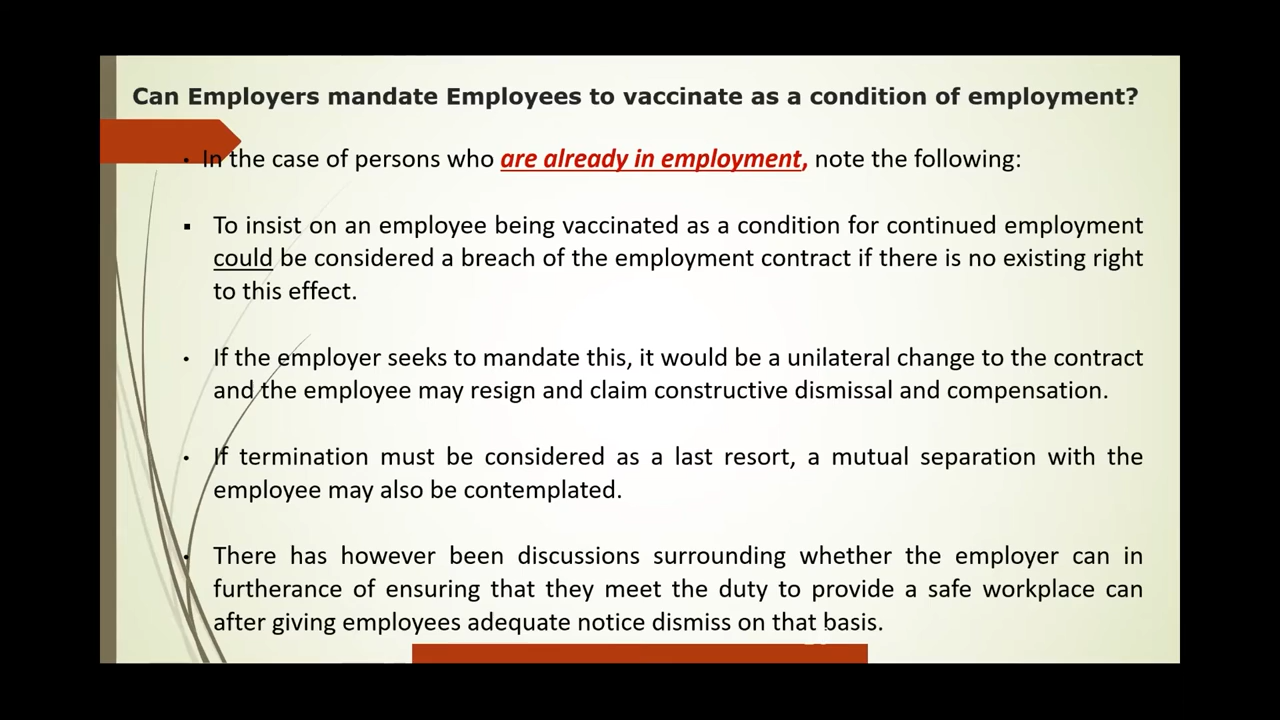 Can Employers mandate Employees to vaccinate as a condition of employment?
• In the case of persons who are already in employment, note the following:
▪ To insist on an employee being vaccinated as a condition for continued employment
could be considered a breach of the employment contract if there is no existing right
to this effect.
• If the employer seeks to mandate this, it would be a unilateral change to the contract
and the employee may resign and claim constructive dismissal and compensation.
• If termination must be considered as a last resort, a mutual separation with the
employee may also be contemplated.
• There has however been discussions surrounding whether the employer can in
furtherance of ensuring that they meet the duty to provide a safe workplace can
after giving employees adequate notice dismiss on that basis.